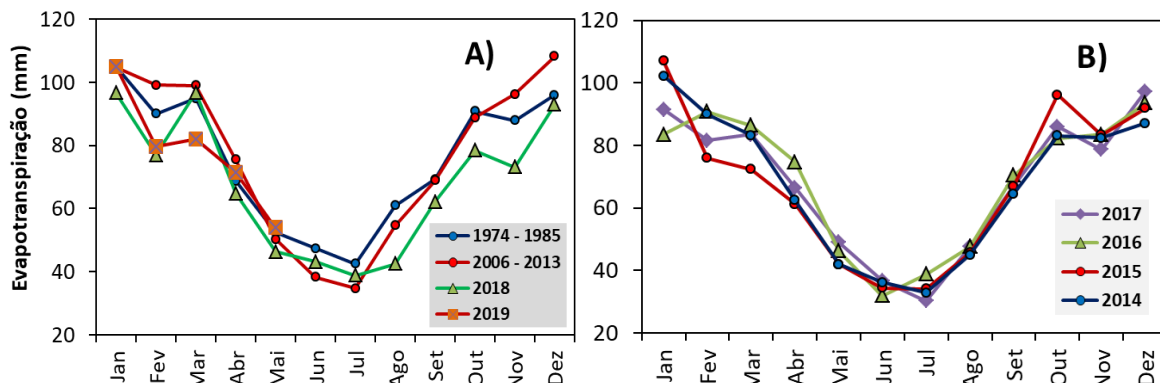 Evapotranspiração (mm)
A)
120
100
80
60
40
20
1974 - 1985
2006 - 2013
2018
2019
Jan
Fev
Mar
Abr
Mai
Jun
Jul
Ago
Set
Out
Nov
Dez
B)
120
100
80
60
40
20
2017
2016
2015
2014
Jan
Fev
Mar
Abr
Mai
Jun
Jul
Ago
Set
Out
Nov
Dez